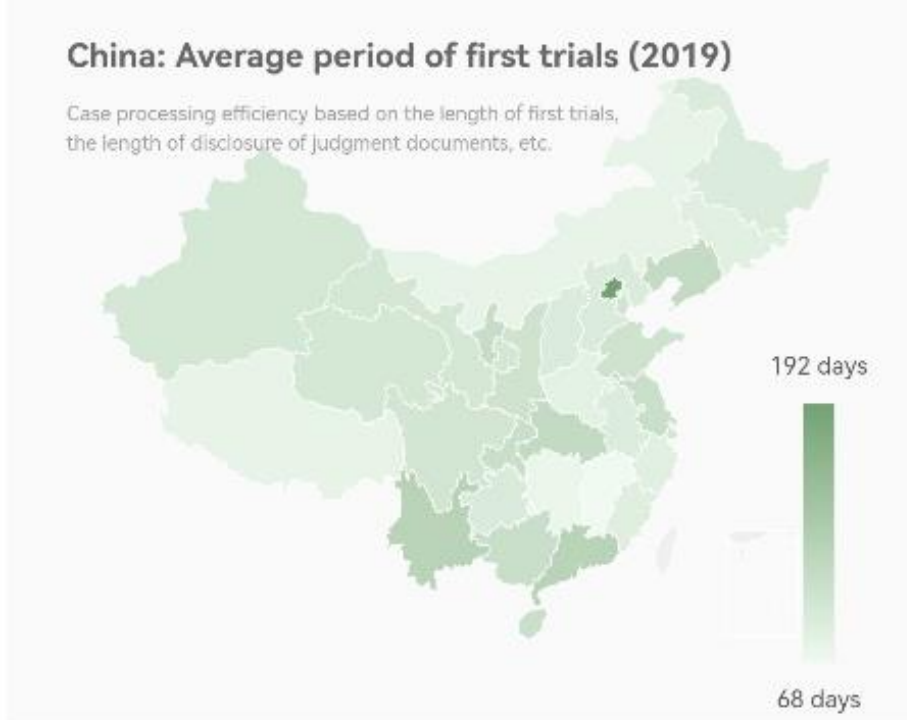 China: Average period of first trials (2019)
Case processing efficiency based on the length of first trials,
the length of disclosure of judgment documents, etc.
192 days
68 days